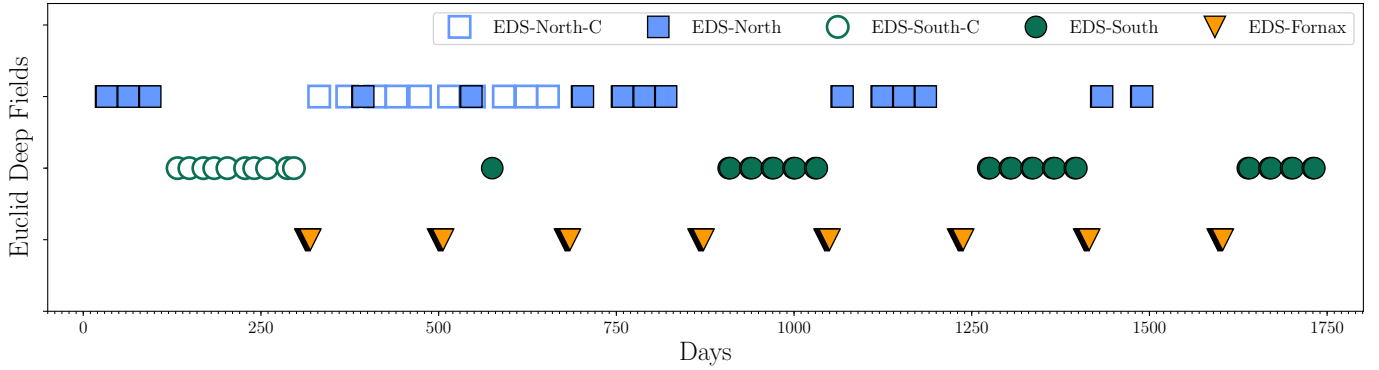 EDS-North-C EDS-North EDS-South-C EDS-South EDS-Fornax
Euclid Deep Fields
0 250 500 750 1000 1250 1500 1750
Days